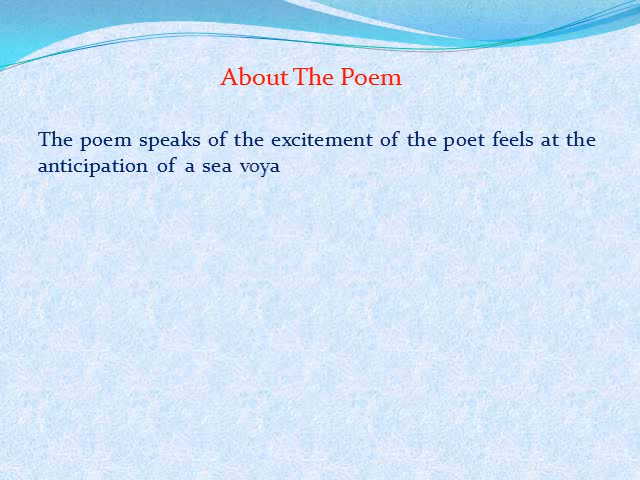 About The Poem
The poem speaks of the excitement of the poet feels at the
anticipation of a sea voya